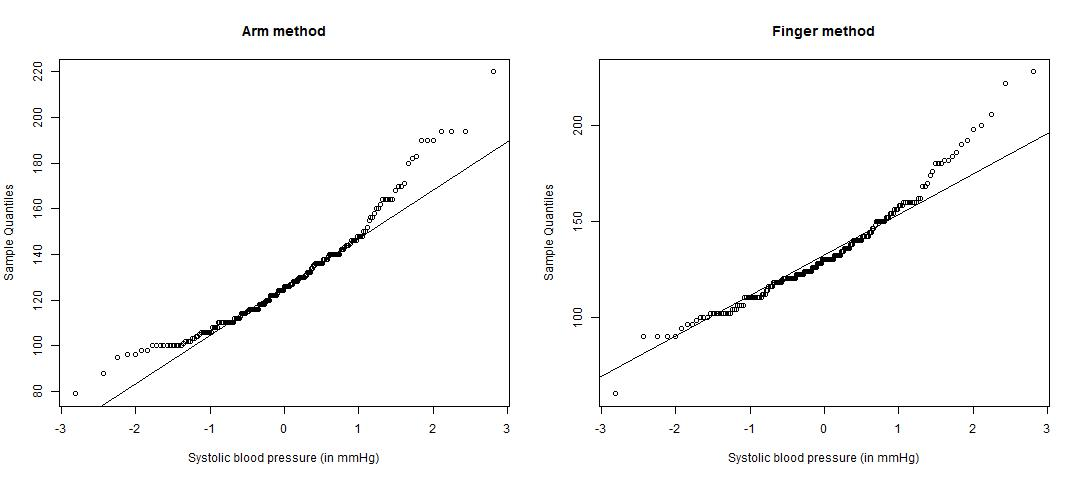 Arm method
Sample Quantiles
220
200
180
160
140
120
100
80
-3 -2 -1 0 1 2 3
Systolic blood pressure (in mmHg)
Finger method
Sample Quantiles
200
150
100
-3 -2 -1 0 1 2 3
Systolic blood pressure (in mmHg)